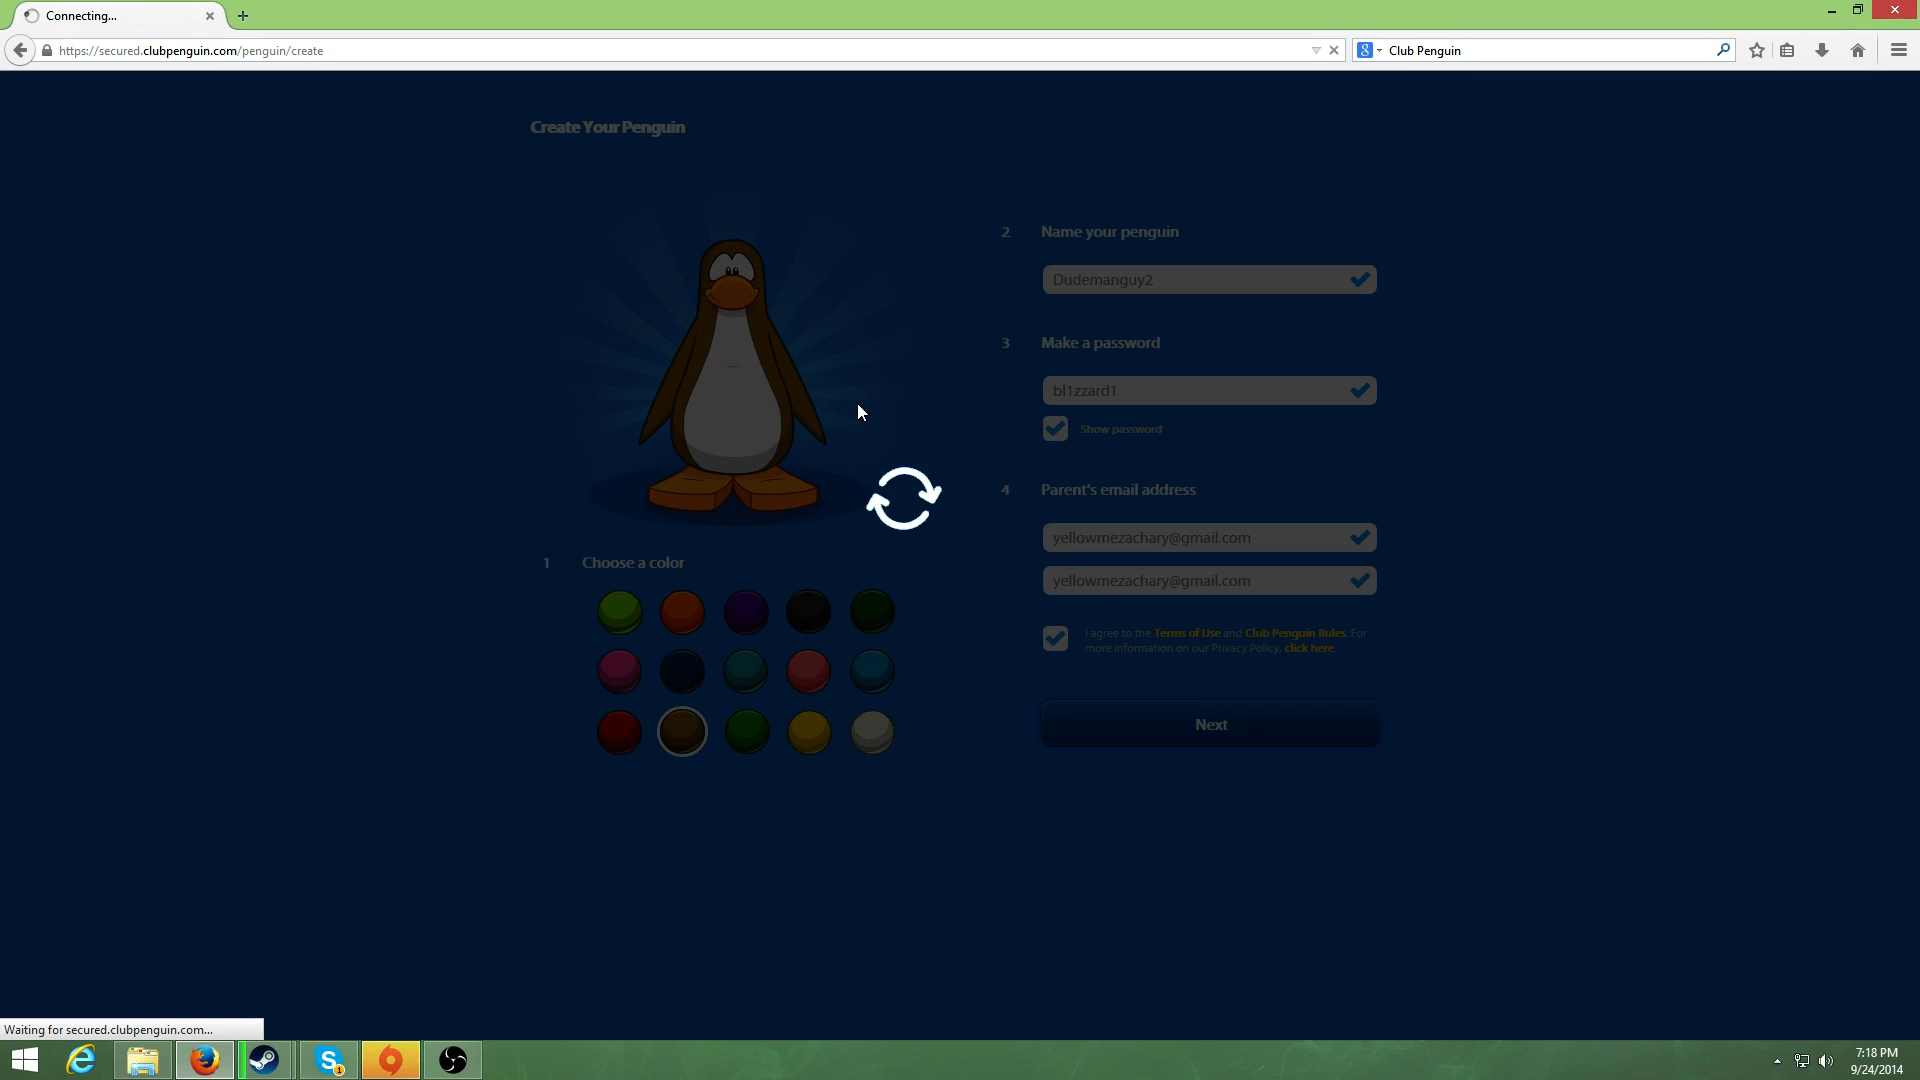 Connecting...
https://secured.clubpenguin.com/penguin/create
8
Club Penguin
Create Your Penguin
2 Name your penguin
Dudemanguy2
3 Make a password
bl1zzard1
Show password
4 Parent's email address
yellowmezachary@gmail.com
yellowmezachary@gmail.com
1 Choose a color
I agree to the Terms of Use and Club Penguin Rules. For
more information on our Privacy Policy, click here.
Next
Waiting for secured.clubpenguin.com...
S
1
7:18 PM
9/24/2014